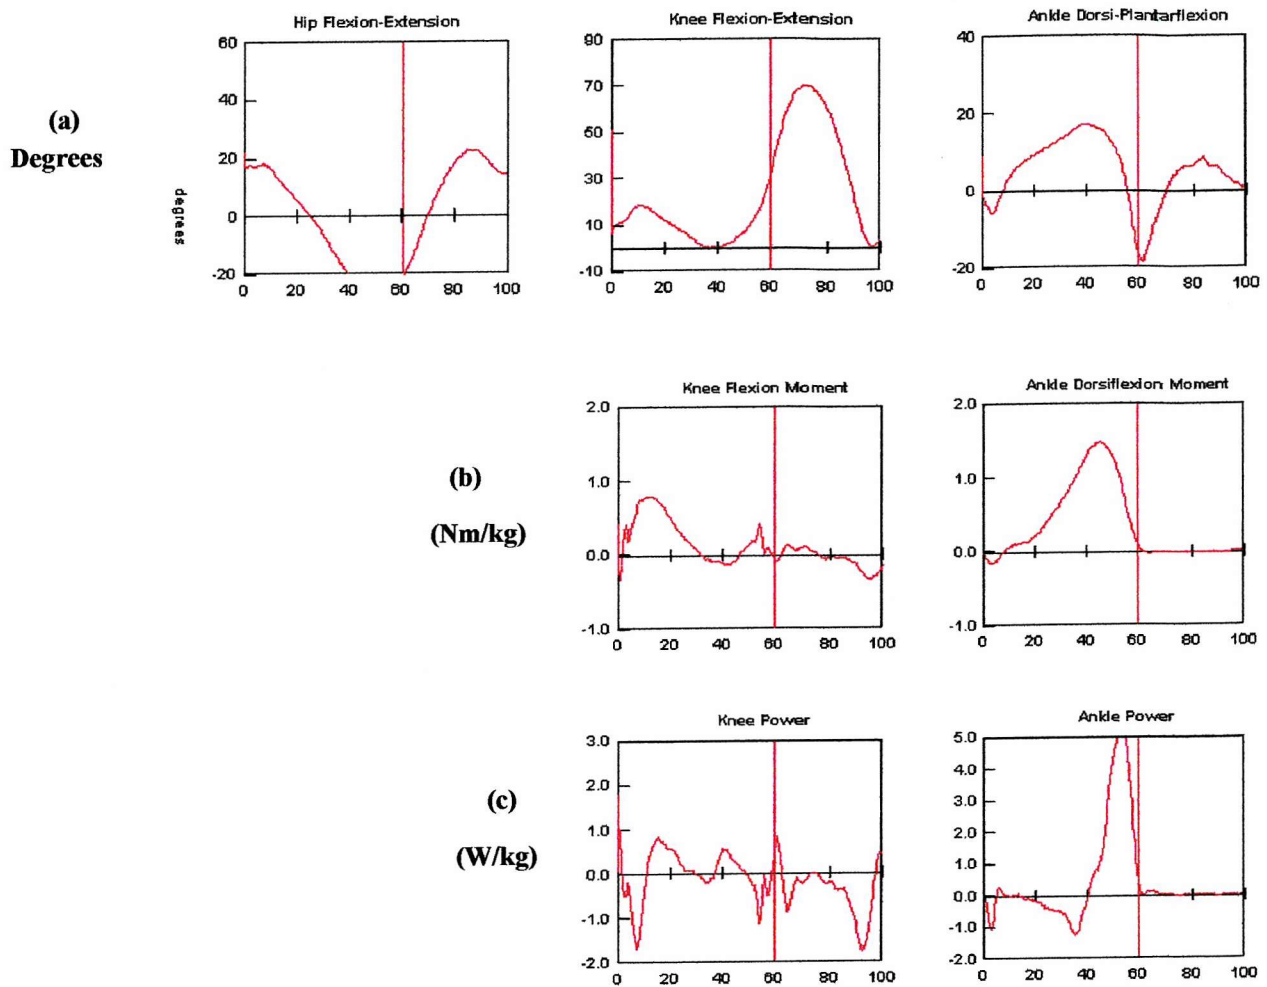 Hip Flexion-Extension
60
40
20
0
-20
0 20 40 60 80 100
degrees
Knee Flexion-Extension
90
70
50
30
10
-10
0 20 40 60 80 100
Ankle Dorsi-Plantarflexion
40
20
0
-20
0 20 40 60 80 100
(a)
Degrees
Knee Flexion Moment
2.0
1.0
0.0
-1.0
0 20 40 60 80 100
Ankle Dorsiflexion Moment
2.0
1.0
0.0
-1.0
0 20 40 60 80 100
(b)
(Nm/kg)
Knee Power
3.0
2.0
1.0
0.0
-1.0
-2.0
0 20 40 60 80 100
Ankle Power
5.0
4.0
3.0
2.0
1.0
0.0
-1.0
-2.0
0 20 40 60 80 100
(c)
(W/kg)